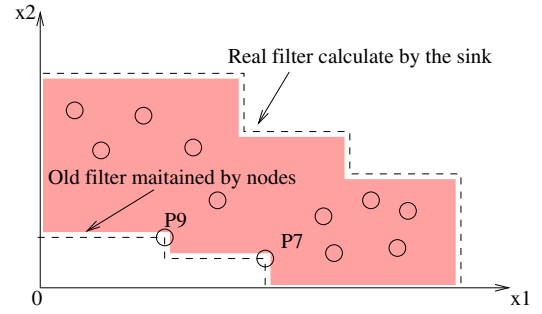 x2
Real filter calculate by the sink
Old filter maitained by nodes
P9
P7
0
x1